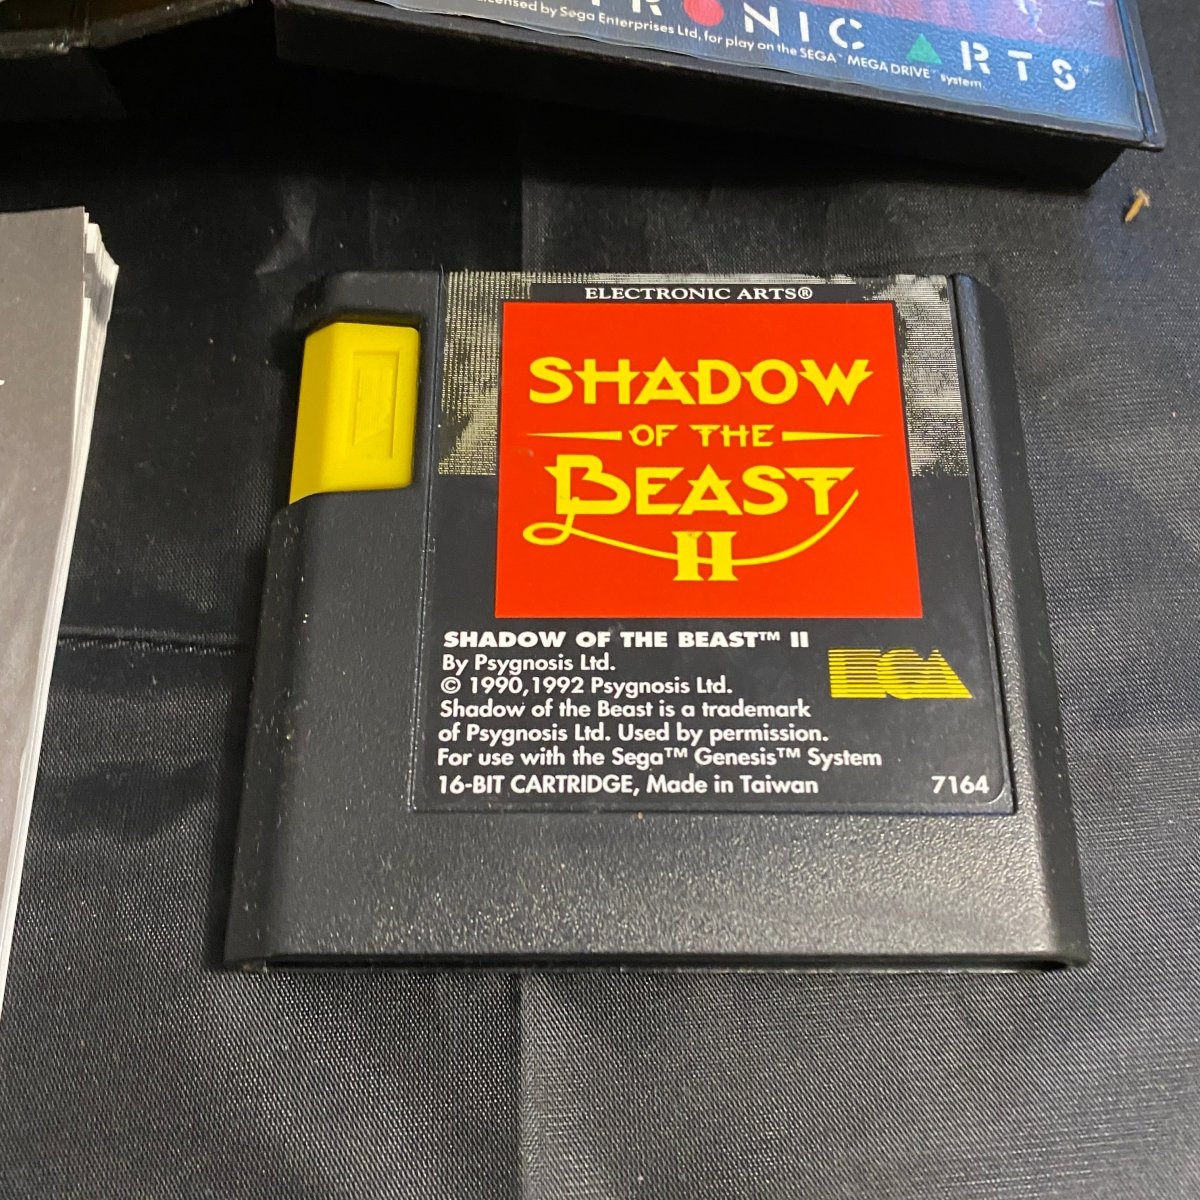 RONIC ARTS
Licensed by Sega Enterprises Ltd, for play on the SEGA™ MEGA DRIVE™ system.
ELECTRONIC ARTS®
SHADOW
OF THE
BEAST
II
SHADOW OF THE BEAST™ II
By Psygnosis Ltd.
© 1990,1992 Psygnosis Ltd.
Shadow of the Beast is a trademark
of Psygnosis Ltd. Used by permission.
For use with the Sega™ Genesis™ System
16-BIT CARTRIDGE, Made in Taiwan 7164
EA